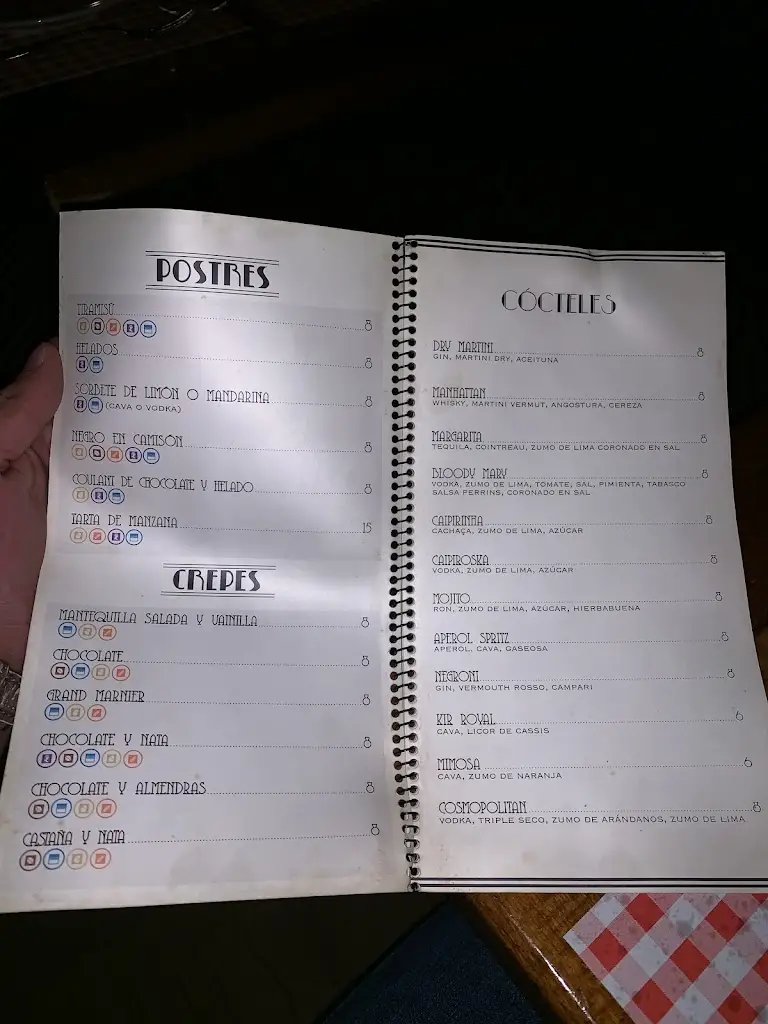 POSTRES
TIRAMISÚ 8
HELADOS 8
SORBETE DE LIMÓN O MANDARINA 8
(CAVA O VODKA)
NEGRO EN CAMISÓN 8
COULANT DE CHOCOLATE Y HELADO 8
TARTA DE MANZANA 15
CREPES
MANTEQUILLA SALADA Y VAINILLA 8
CHOCOLATE 8
GRAND MARNIER 8
CHOCOLATE Y NATA 8
CHOCOLATE Y ALMENDRAS 8
CASTAÑA Y NATA 8
CÓCTELES
DRY MARTINI 8
GIN, MARTINI DRY, ACEITUNA
MANHATTAN 8
WHISKY, MARTINI VERMUT, ANGOSTURA, CEREZA
MARGARITA 8
TEQUILA, COINTREAU, ZUMO DE LIMA CORONADO EN SAL
BLOODY MARY 8
VODKA, ZUMO DE LIMA, TOMATE, SAL, PIMIENTA, TABASCO
SALSA PERRINS, CORONADO EN SAL
CAIPIRINHA 8
CACHAÇA, ZUMO DE LIMA, AZÚCAR
CAIPIROSKA 8
VODKA, ZUMO DE LIMA, AZÚCAR
MOJITO 8
RON, ZUMO DE LIMA, AZÚCAR, HIERBABUENA
APEROL SPRITZ 8
APEROL, CAVA, GASEOSA
NEGRONI 8
GIN, VERMOUTH ROSSO, CAMPARI
KIR ROYAL 6
CAVA, LICOR DE CASSIS
MIMOSA 6
CAVA, ZUMO DE NARANJA
COSMOPOLITAN 8
VODKA, TRIPLE SECO, ZUMO DE ARÁNDANOS, ZUMO DE LIMA